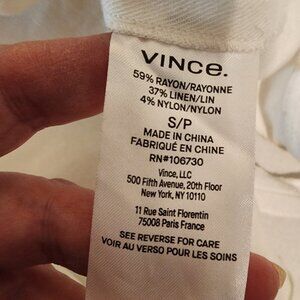 VINCE.
59% RAYON/RAYONNE
37% LINEN/LIN
4% NYLON/NYLON
S/P
MADE IN CHINA
FABRIQUÉ EN CHINE
RN#106730
Vince, LLC
500 Fifth Avenue, 20th Floor
New York, NY 10110
11 Rue Saint Florentin
75008 Paris France
SEE REVERSE FOR CARE
VOIR AU VERSO POUR LES SOINS